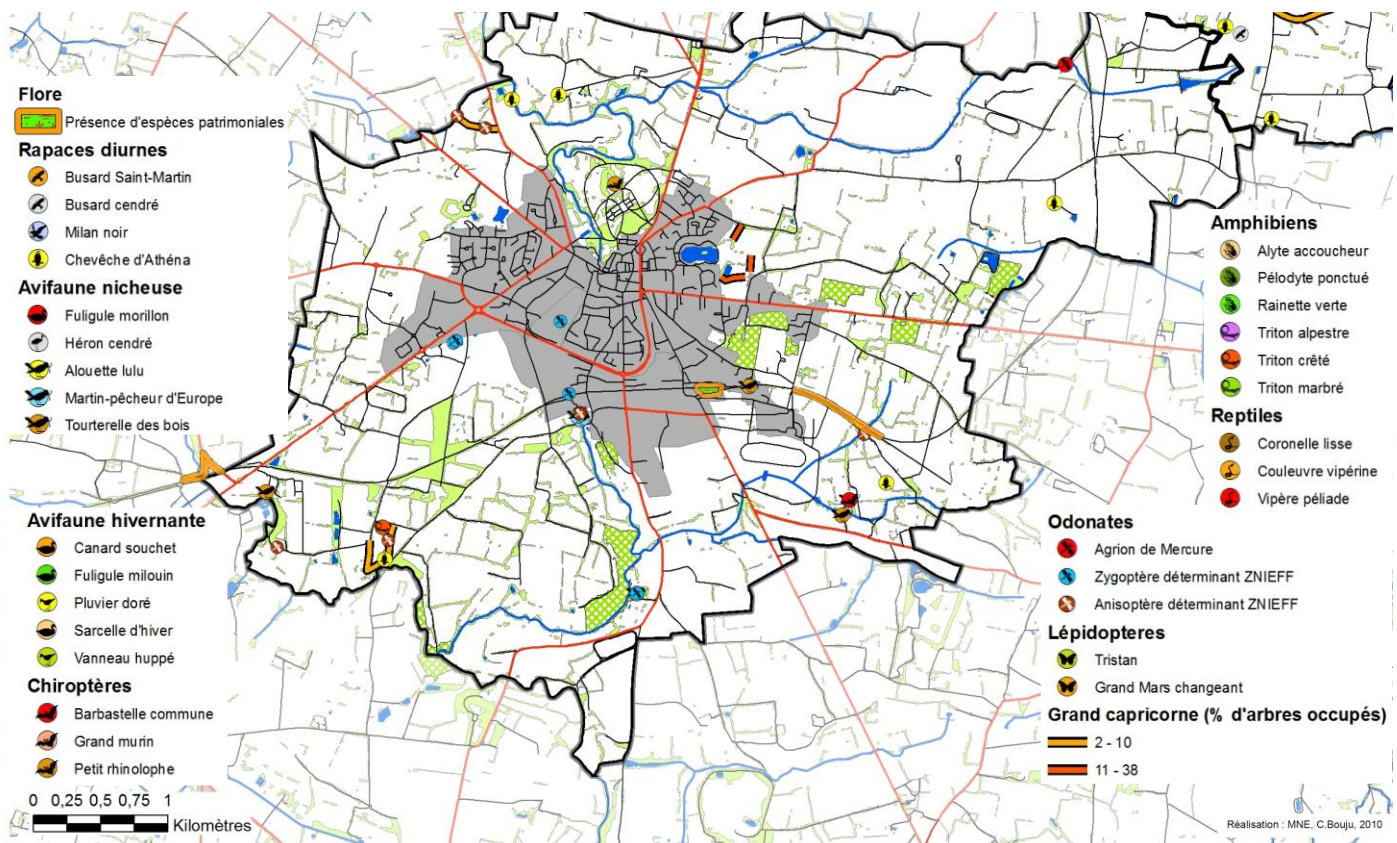 Flore
Présence d'espèces patrimoniales
Rapaces diurnes
Busard Saint-Martin
Busard cendré
Milan noir
Chevêche d'Athéna
Avifaune nicheuse
Fuligule morillon
Héron cendré
Alouette lulu
Martin-pêcheur d'Europe
Tourterelle des bois
Avifaune hivernante
Canard souchet
Fuligule milouin
Pluvier doré
Sarcelle d'hiver
Vanneau huppé
Chiroptères
Barbastelle commune
Grand murin
Petit rhinolophe
0 0,25 0,5 0,75 1
Kilomètres
Amphibiens
Alyte accoucheur
Pélodyte ponctué
Rainette verte
Triton alpestre
Triton crêté
Triton marbré
Reptiles
Coronelle lisse
Couleuvre vipérine
Vipère péliade
Odonates
Agrion de Mercure
Zygoptère déterminant ZNIEFF
Anisoptère déterminant ZNIEFF
Lépidopteres
Tristan
Grand Mars changeant
Grand capricorne (% d'arbres occupés)
2 - 10
11 - 38
Réalisation : MNE, C.Bouju, 2010